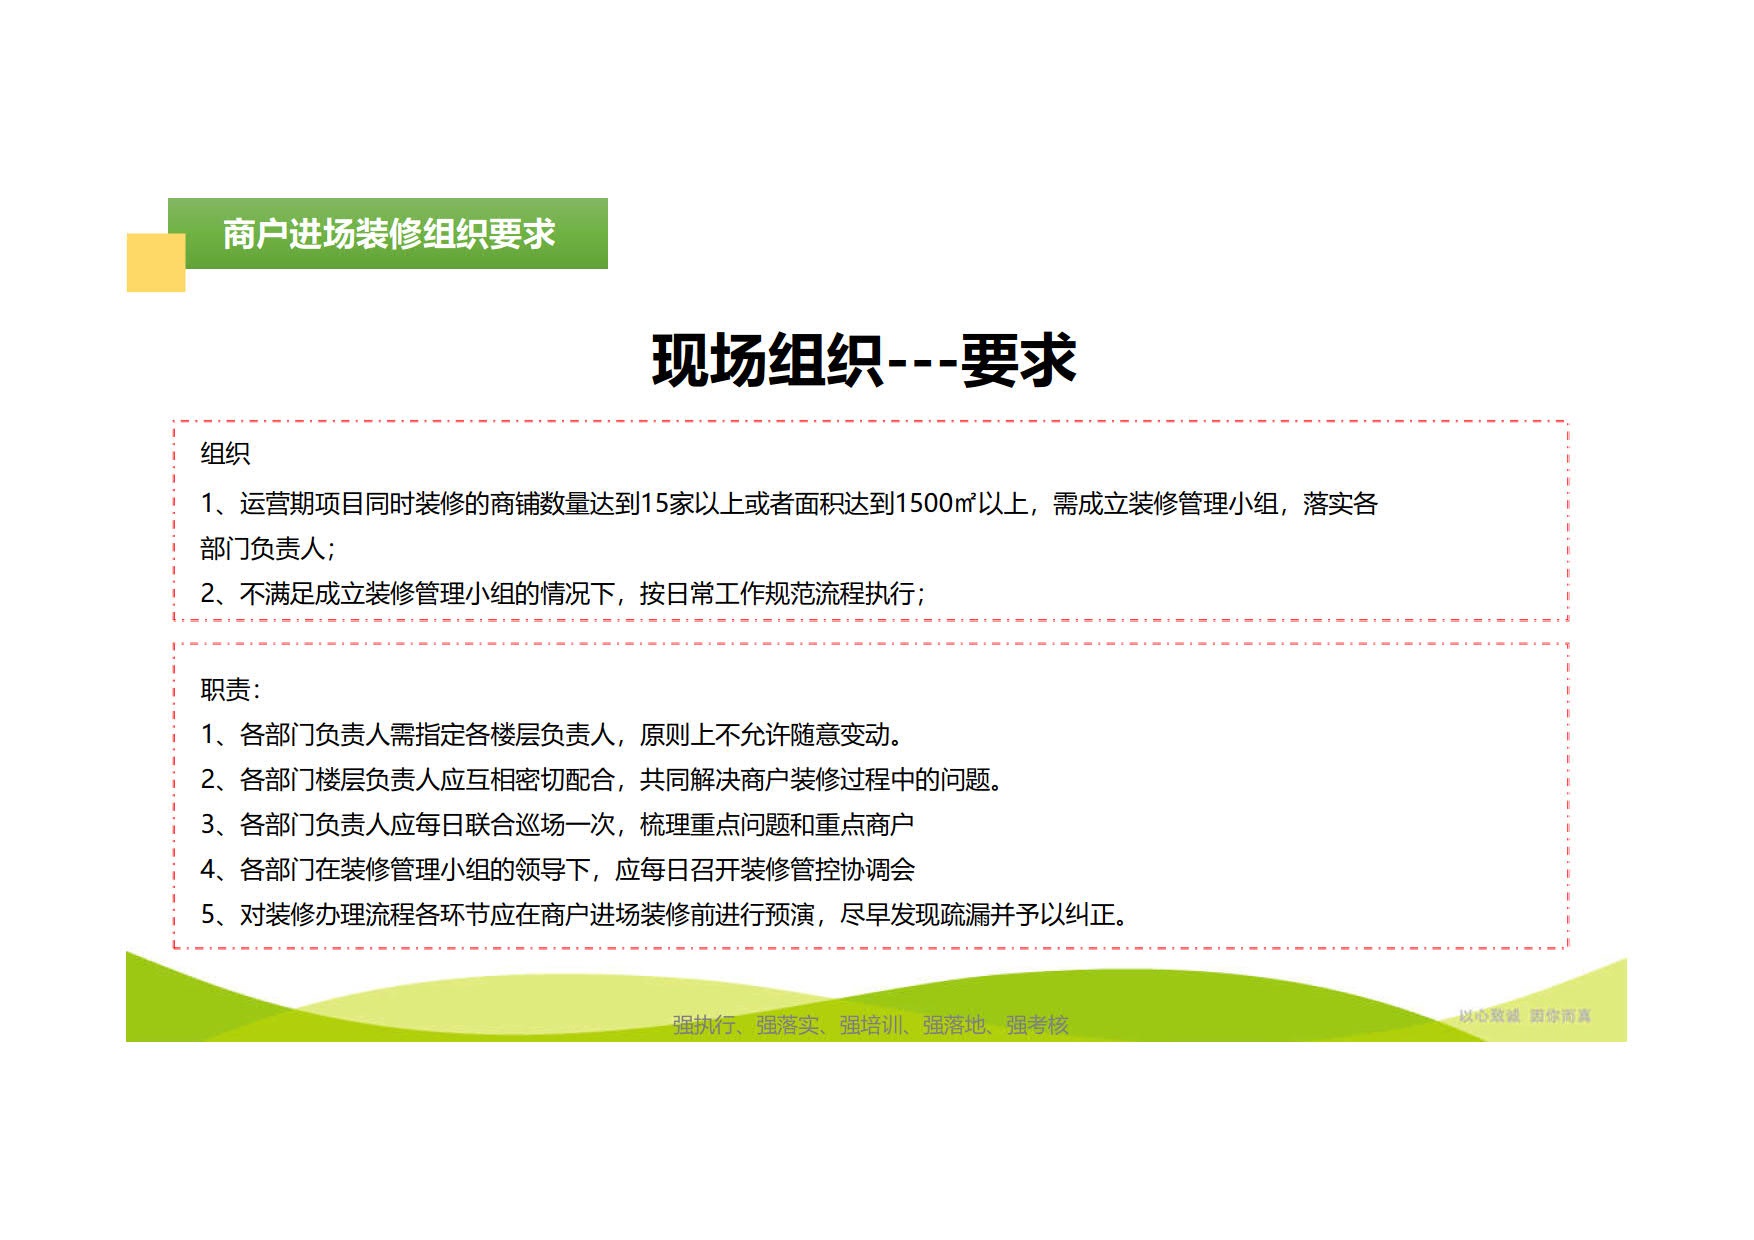 商户进场装修组织要求
现场组织---要求
组织
1、运营期项目同时装修的商铺数量达到15家以上或者面积达到1500㎡以上，需成立装修管理小组，落实各
部门负责人；
2、不满足成立装修管理小组的情况下，按日常工作规范流程执行；
职责：
1、各部门负责人需指定各楼层负责人，原则上不允许随意变动。
2、各部门楼层负责人应互相密切配合，共同解决商户装修过程中的问题。
3、各部门负责人应每日联合巡场一次，梳理重点问题和重点商户
4、各部门在装修管理小组的领导下，应每日召开装修管控协调会
5、对装修办理流程各环节应在商户进场装修前进行预演，尽早发现疏漏并予以纠正。
强执行、强落实、强培训、强落地、强考核
以心致诚 因你而真